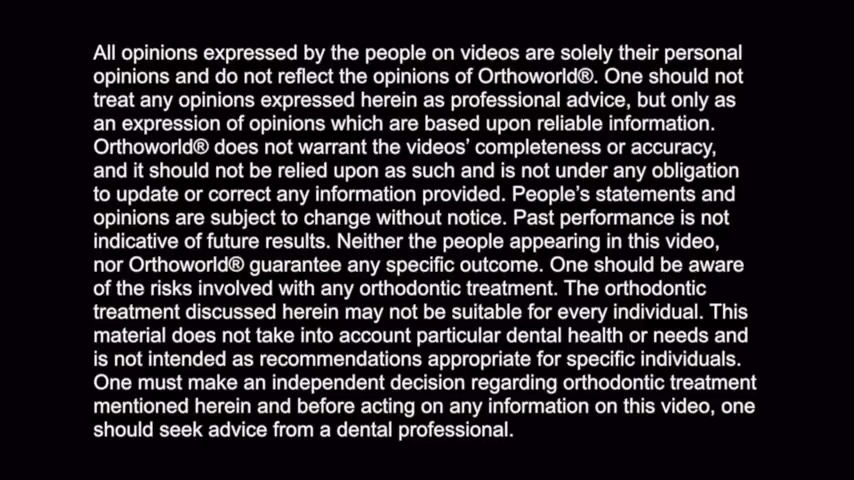 All opinions expressed by the people on videos are solely their personal
opinions and do not reflect the opinions of Orthoworld®. One should not
treat any opinions expressed herein as professional advice, but only as
an expression of opinions which are based upon reliable information.
Orthoworld® does not warrant the videos’ completeness or accuracy,
and it should not be relied upon as such and is not under any obligation
to update or correct any information provided. People’s statements and
opinions are subject to change without notice. Past performance is not
indicative of future results. Neither the people appearing in this video,
nor Orthoworld® guarantee any specific outcome. One should be aware
of the risks involved with any orthodontic treatment. The orthodontic
treatment discussed herein may not be suitable for every individual. This
material does not take into account particular dental health or needs and
is not intended as recommendations appropriate for specific individuals.
One must make an independent decision regarding orthodontic treatment
mentioned herein and before acting on any information on this video, one
should seek advice from a dental professional.